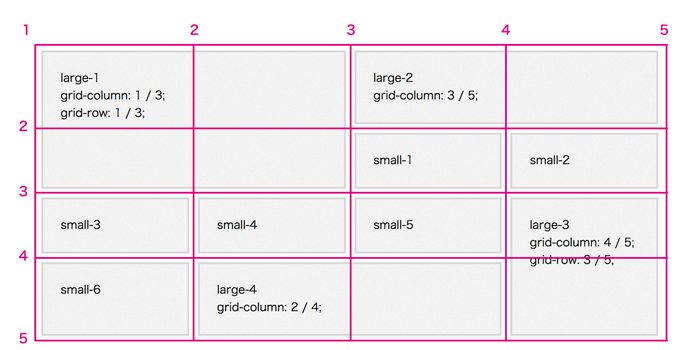 1 2 3 4 5
large-1
grid-column: 1 / 3;
grid-row: 1 / 3;
large-2
grid-column: 3 / 5;
2
small-1
small-2
3
small-3
small-4
small-5
large-3
grid-column: 4 / 5;
grid-row: 3 / 5;
4
small-6
large-4
grid-column: 2 / 4;
5